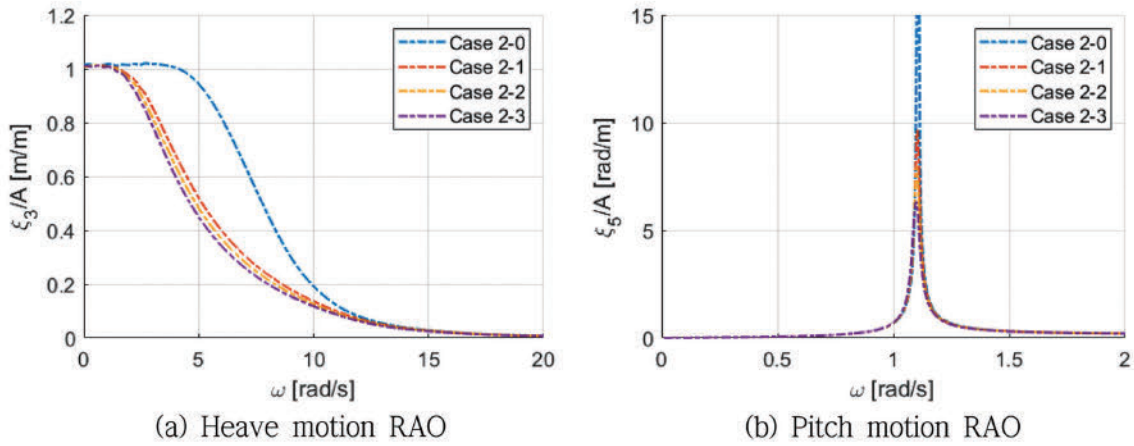 1.2
1
0.8
0.6
0.4
0.2
0
ξ3/A [m/m]
Case 2-0
Case 2-1
Case 2-2
Case 2-3
0 5 10 15 20
ω [rad/s]
(a) Heave motion RAO
15
10
5
0
ξ5/A [rad/m]
Case 2-0
Case 2-1
Case 2-2
Case 2-3
0 0.5 1 1.5 2
ω [rad/s]
(b) Pitch motion RAO